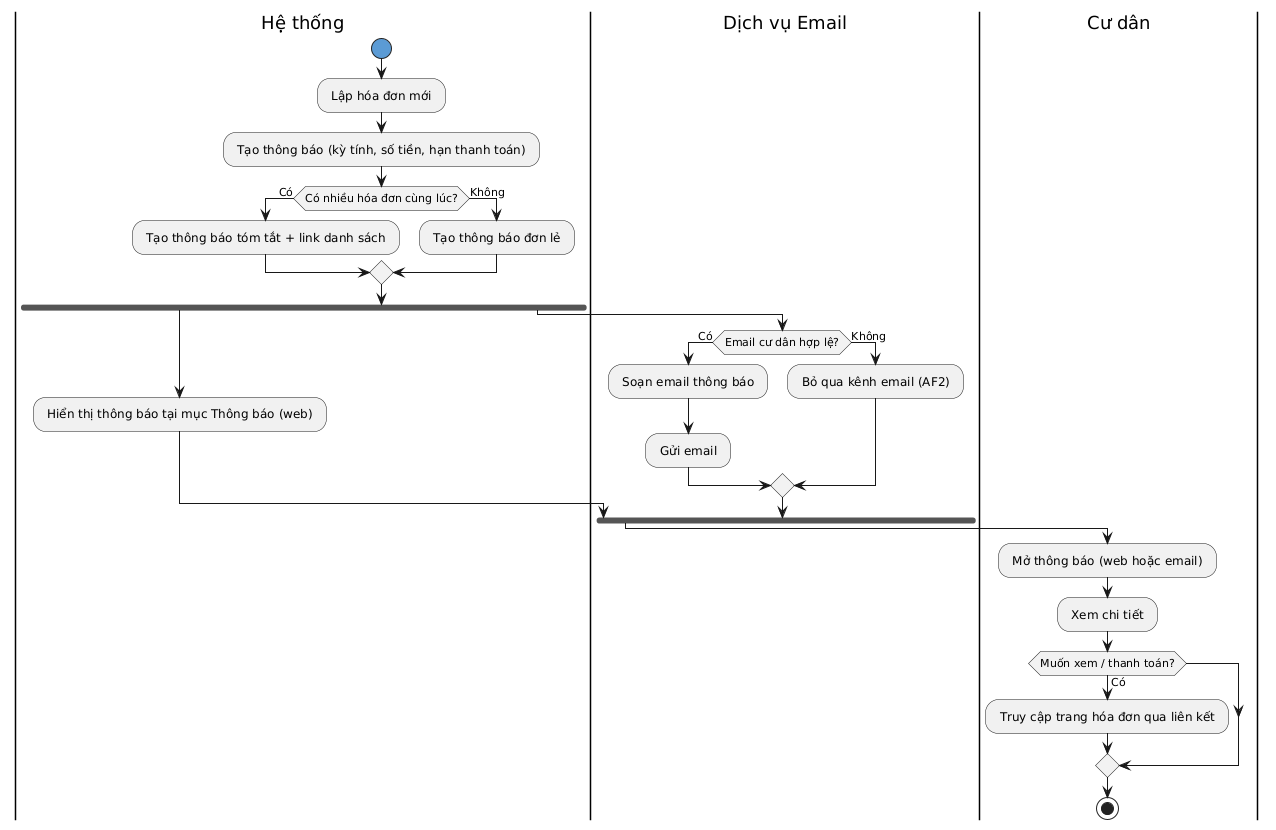 Hệ thống
Dịch vụ Email
Cư dân
Lập hóa đơn mới
Tạo thông báo (kỳ tính, số tiền, hạn thanh toán)
Có nhiều hóa đơn cùng lúc?
Có
Không
Tạo thông báo tóm tắt + link danh sách
Tạo thông báo đơn lẻ
Email cư dân hợp lệ?
Có
Không
Soạn email thông báo
Bỏ qua kênh email (AF2)
Hiển thị thông báo tại mục Thông báo (web)
Gửi email
Mở thông báo (web hoặc email)
Xem chi tiết
Muốn xem / thanh toán?
Có
Truy cập trang hóa đơn qua liên kết